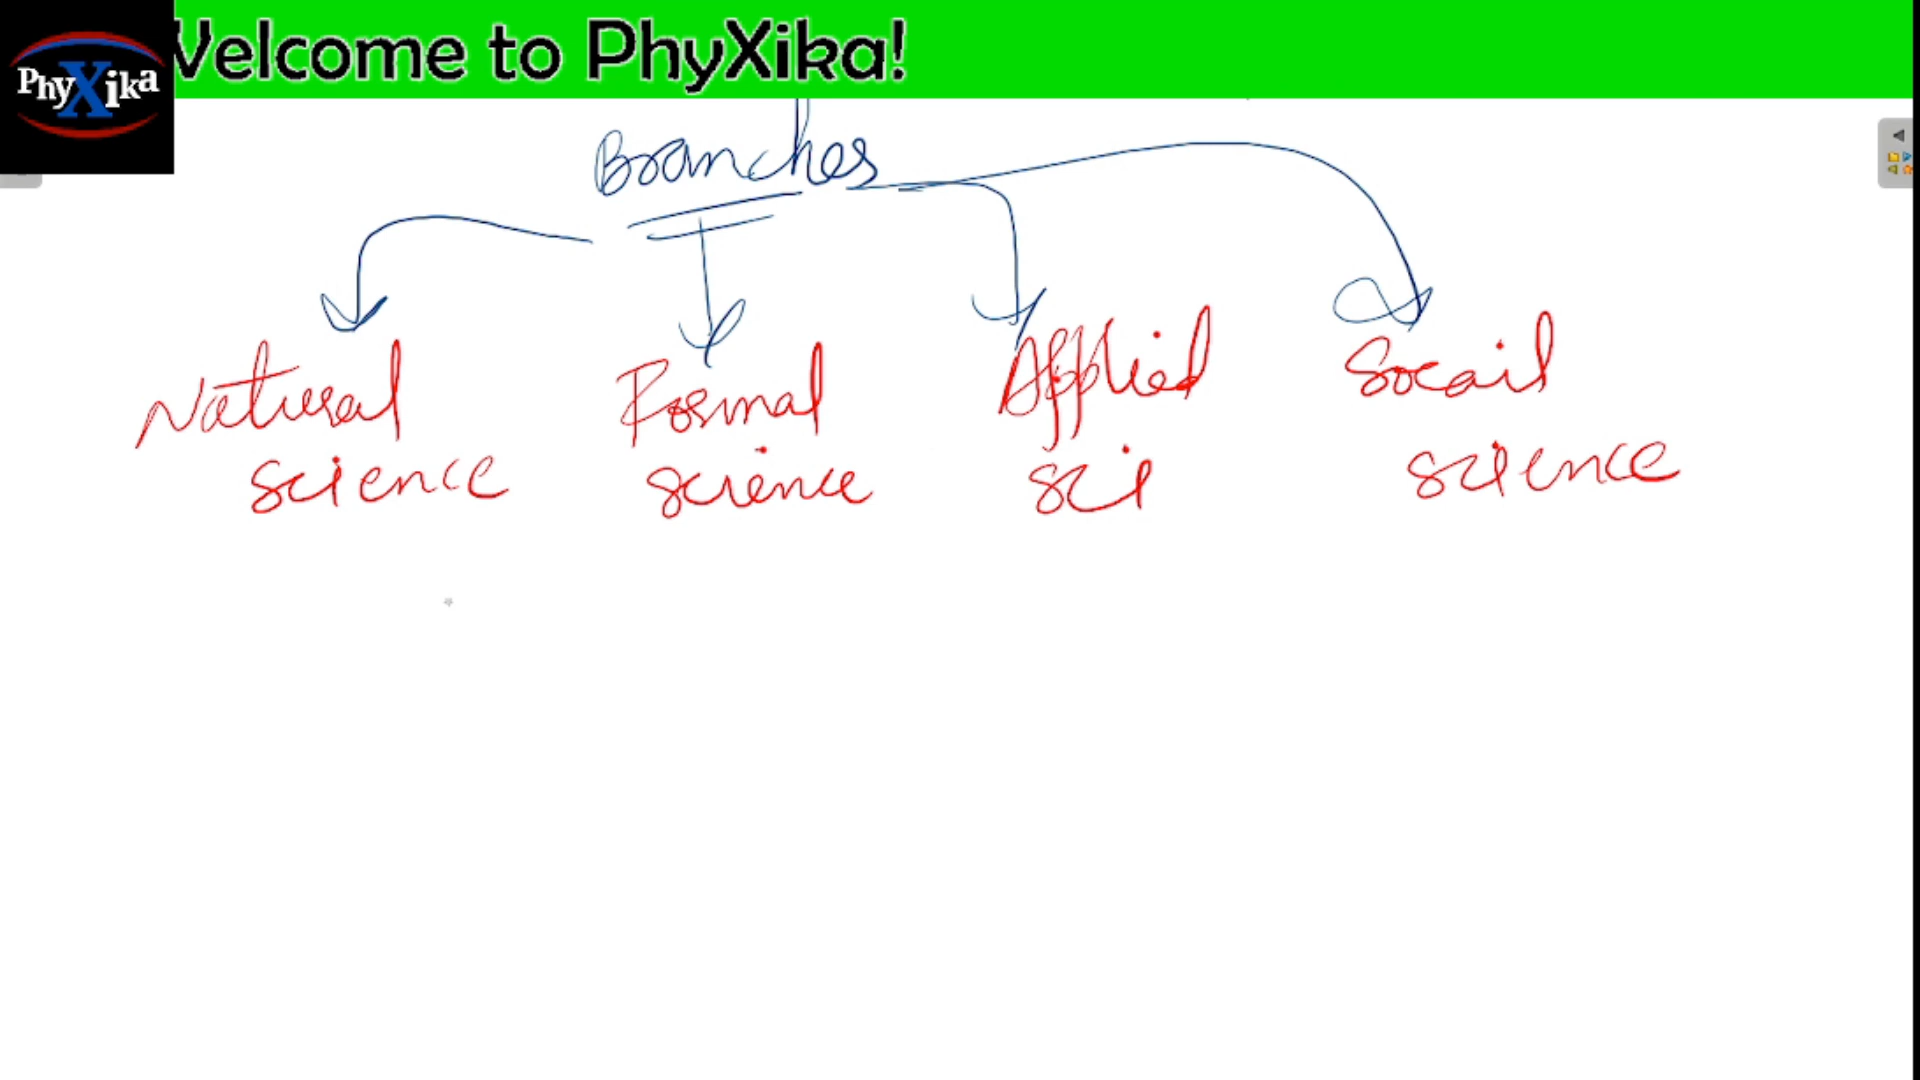 Welcome to PhyXika!
PhyXika
Branches
Natural
science
Formal
science
Applied
sci
Socail
science